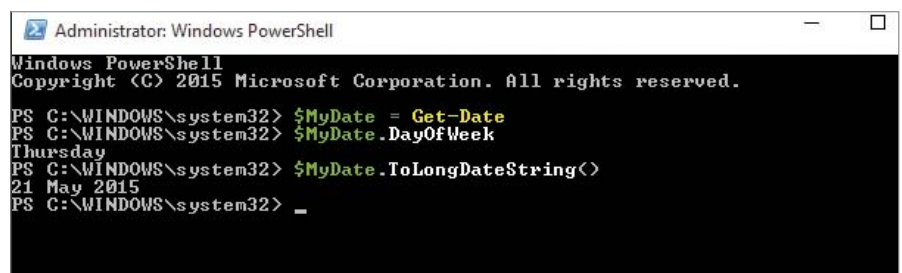 Administrator: Windows PowerShell
Windows PowerShell
Copyright (C) 2015 Microsoft Corporation. All rights reserved.
PS C:\WINDOWS\system32> $MyDate = Get-Date
PS C:\WINDOWS\system32> $MyDate.DayOfWeek
Thursday
PS C:\WINDOWS\system32> $MyDate.ToLongDateString()
21 May 2015
PS C:\WINDOWS\system32> _